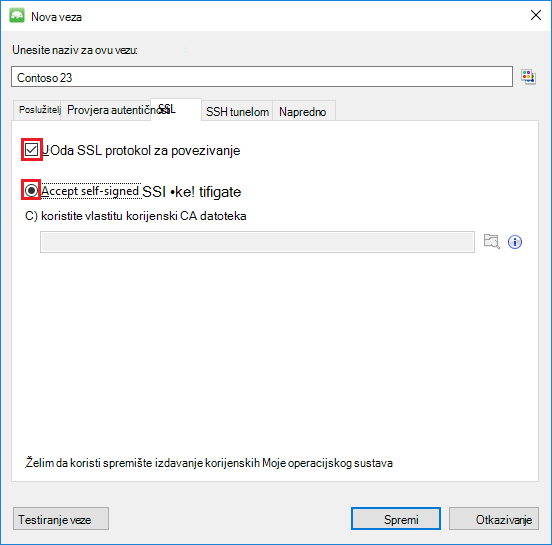 Nova veza
Unesite naziv za ovu vezu:
Contoso 23
Poslužitelj Provjera autentičnosti SSL SSH tunelom Napredno
UOda SSL protokol za povezivanje
Accept self-signed SSI •ke! tifigate
C) koristite vlastitu korijenski CA datoteka
Želim da koristi spremište izdavanje korijenskih Moje operacijskog sustava
Testiranje veze Spremi Otkazivanje